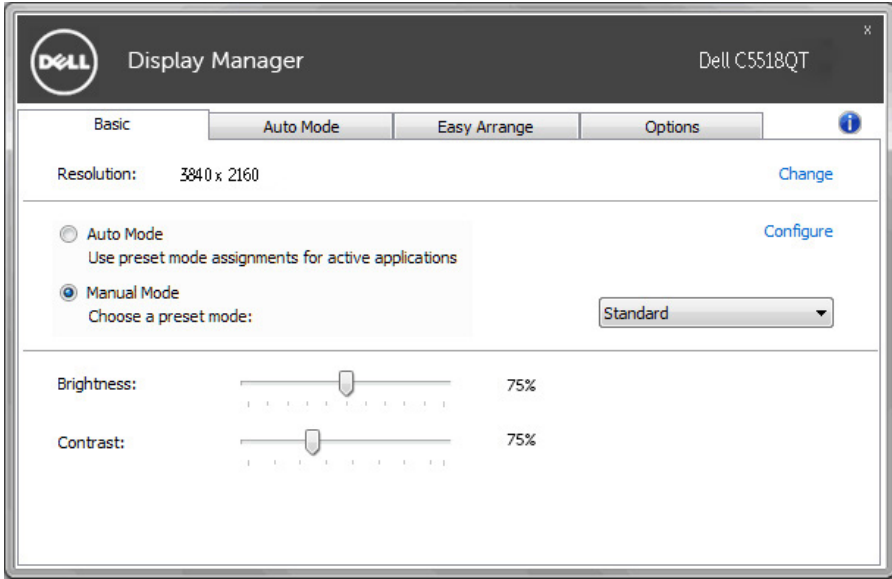 DELL Display Manager Dell C5518QT x
Basic Auto Mode Easy Arrange Options i
Resolution: 3840 x 2160 Change
Auto Mode Configure
Use preset mode assignments for active applications
Manual Mode
Choose a preset mode: Standard
Brightness: 75%
Contrast: 75%